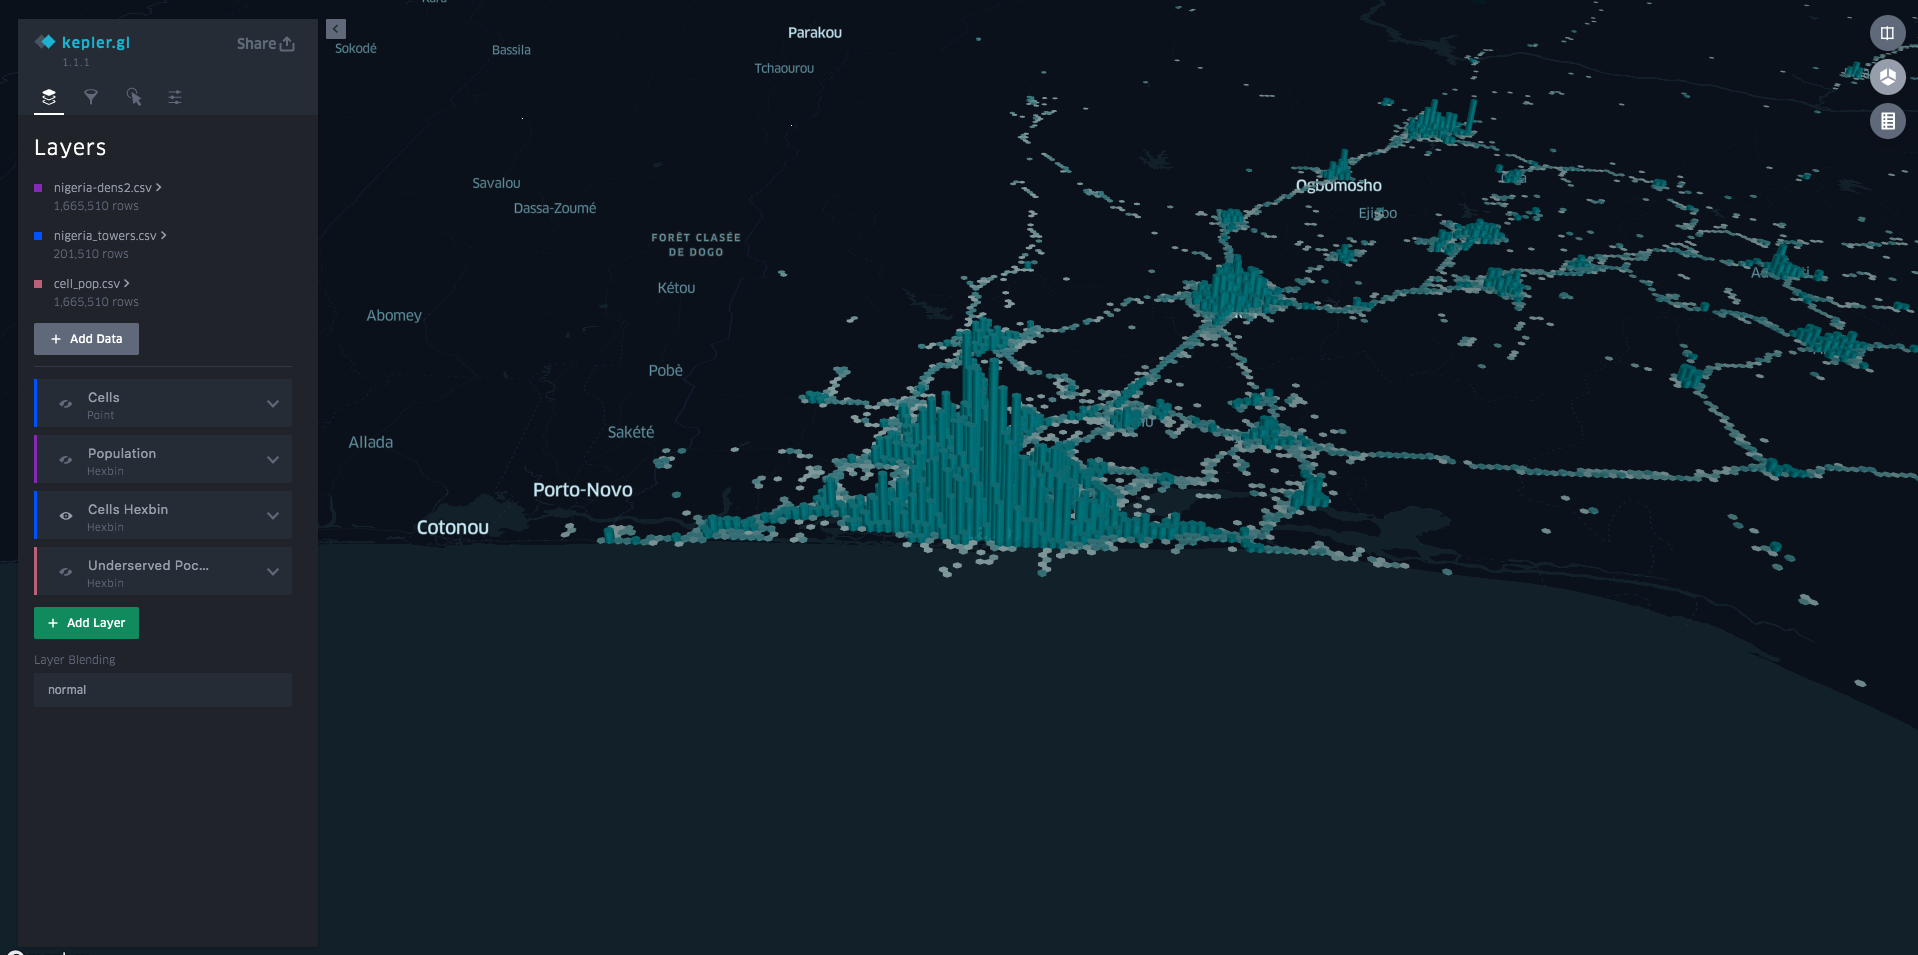 kepler.gl
Share
1.1.1
Layers
nigeria-dens2.csv
1,665,510 rows
nigeria_towers.csv
201,510 rows
cell_pop.csv
1,665,510 rows
+ Add Data
Cells
Point
Population
Hexbin
Cells Hexbin
Hexbin
Underserved Poc...
Hexbin
+ Add Layer
Layer Blending
normal
Parakou
Sokodé
Bassila
Tchaourou
Savalou
Dassa-Zoumé
Ogbomosho
Ejigbo
FORÊT CLASÉE
DE DOGO
Kétou
Abomey
Pobè
Sakété
Allada
Porto-Novo
Cotonou